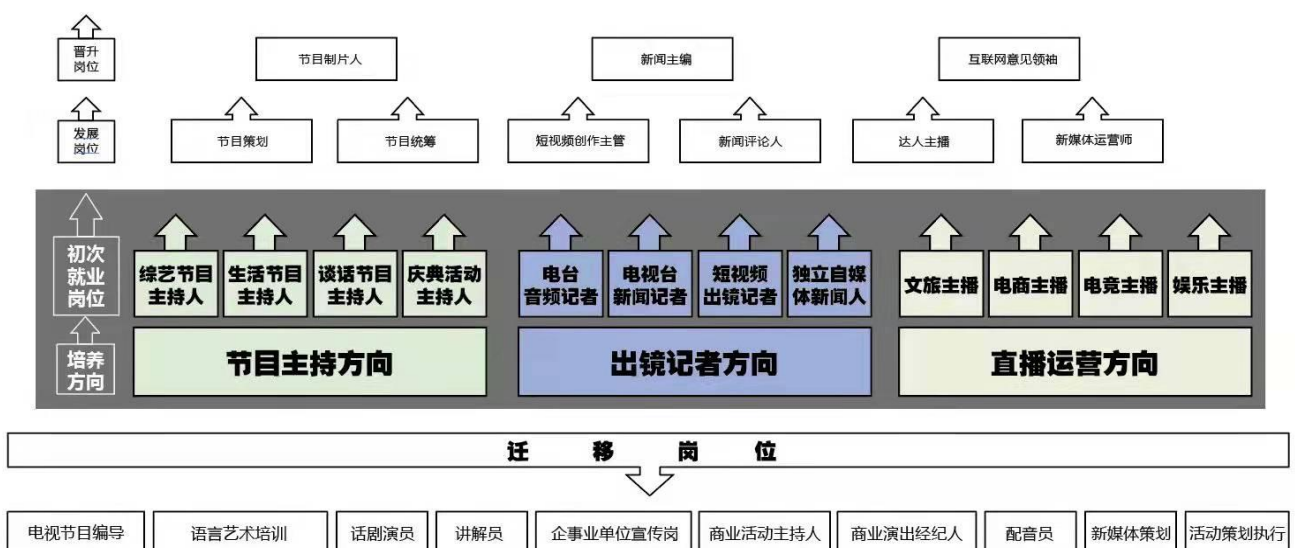 晋升
岗位
节目制片人
新闻主编
互联网意见领袖
发展
岗位
节目策划
节目统筹
短视频创作主管
新闻评论人
达人主播
新媒体运营师
初次
就业
岗位
综艺节目
主持人
生活节目
主持人
谈话节目
主持人
庆典活动
主持人
电台
音频记者
电视台
新闻记者
短视频
出镜记者
独立自媒
体新闻人
文旅主播
电商主播
电竞主播
娱乐主播
培养
方向
节目主持方向
出镜记者方向
直播运营方向
迁移岗位
电视节目编导
语言艺术培训
话剧演员
讲解员
企事业单位宣传岗
商业活动主持人
商业演出经纪人
配音员
新媒体策划
活动策划执行